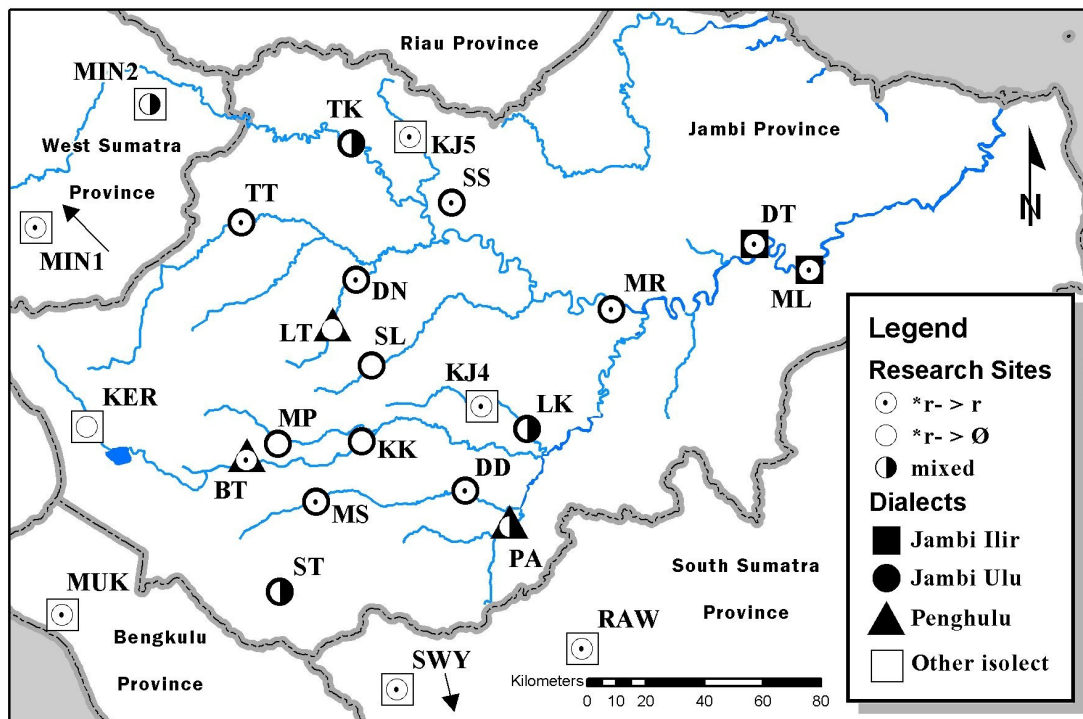 Riau Province
MIN2
TK
Jambi Province
West Sumatra
Province
KJ5
SS
TT
N
MIN1
DT
DN
MR
ML
LT
SL
Legend
Research Sites
*r- > r
*r- > Ø
mixed
Dialects
Jambi Ilir
Jambi Ulu
Penghulu
Other isolect
KER
KJ4
LK
MP
KK
BT
DD
MS
PA
ST
South Sumatra
Province
MUK
Bengkulu
Province
RAW
SWY
Kilometers
0 20 40 60 80